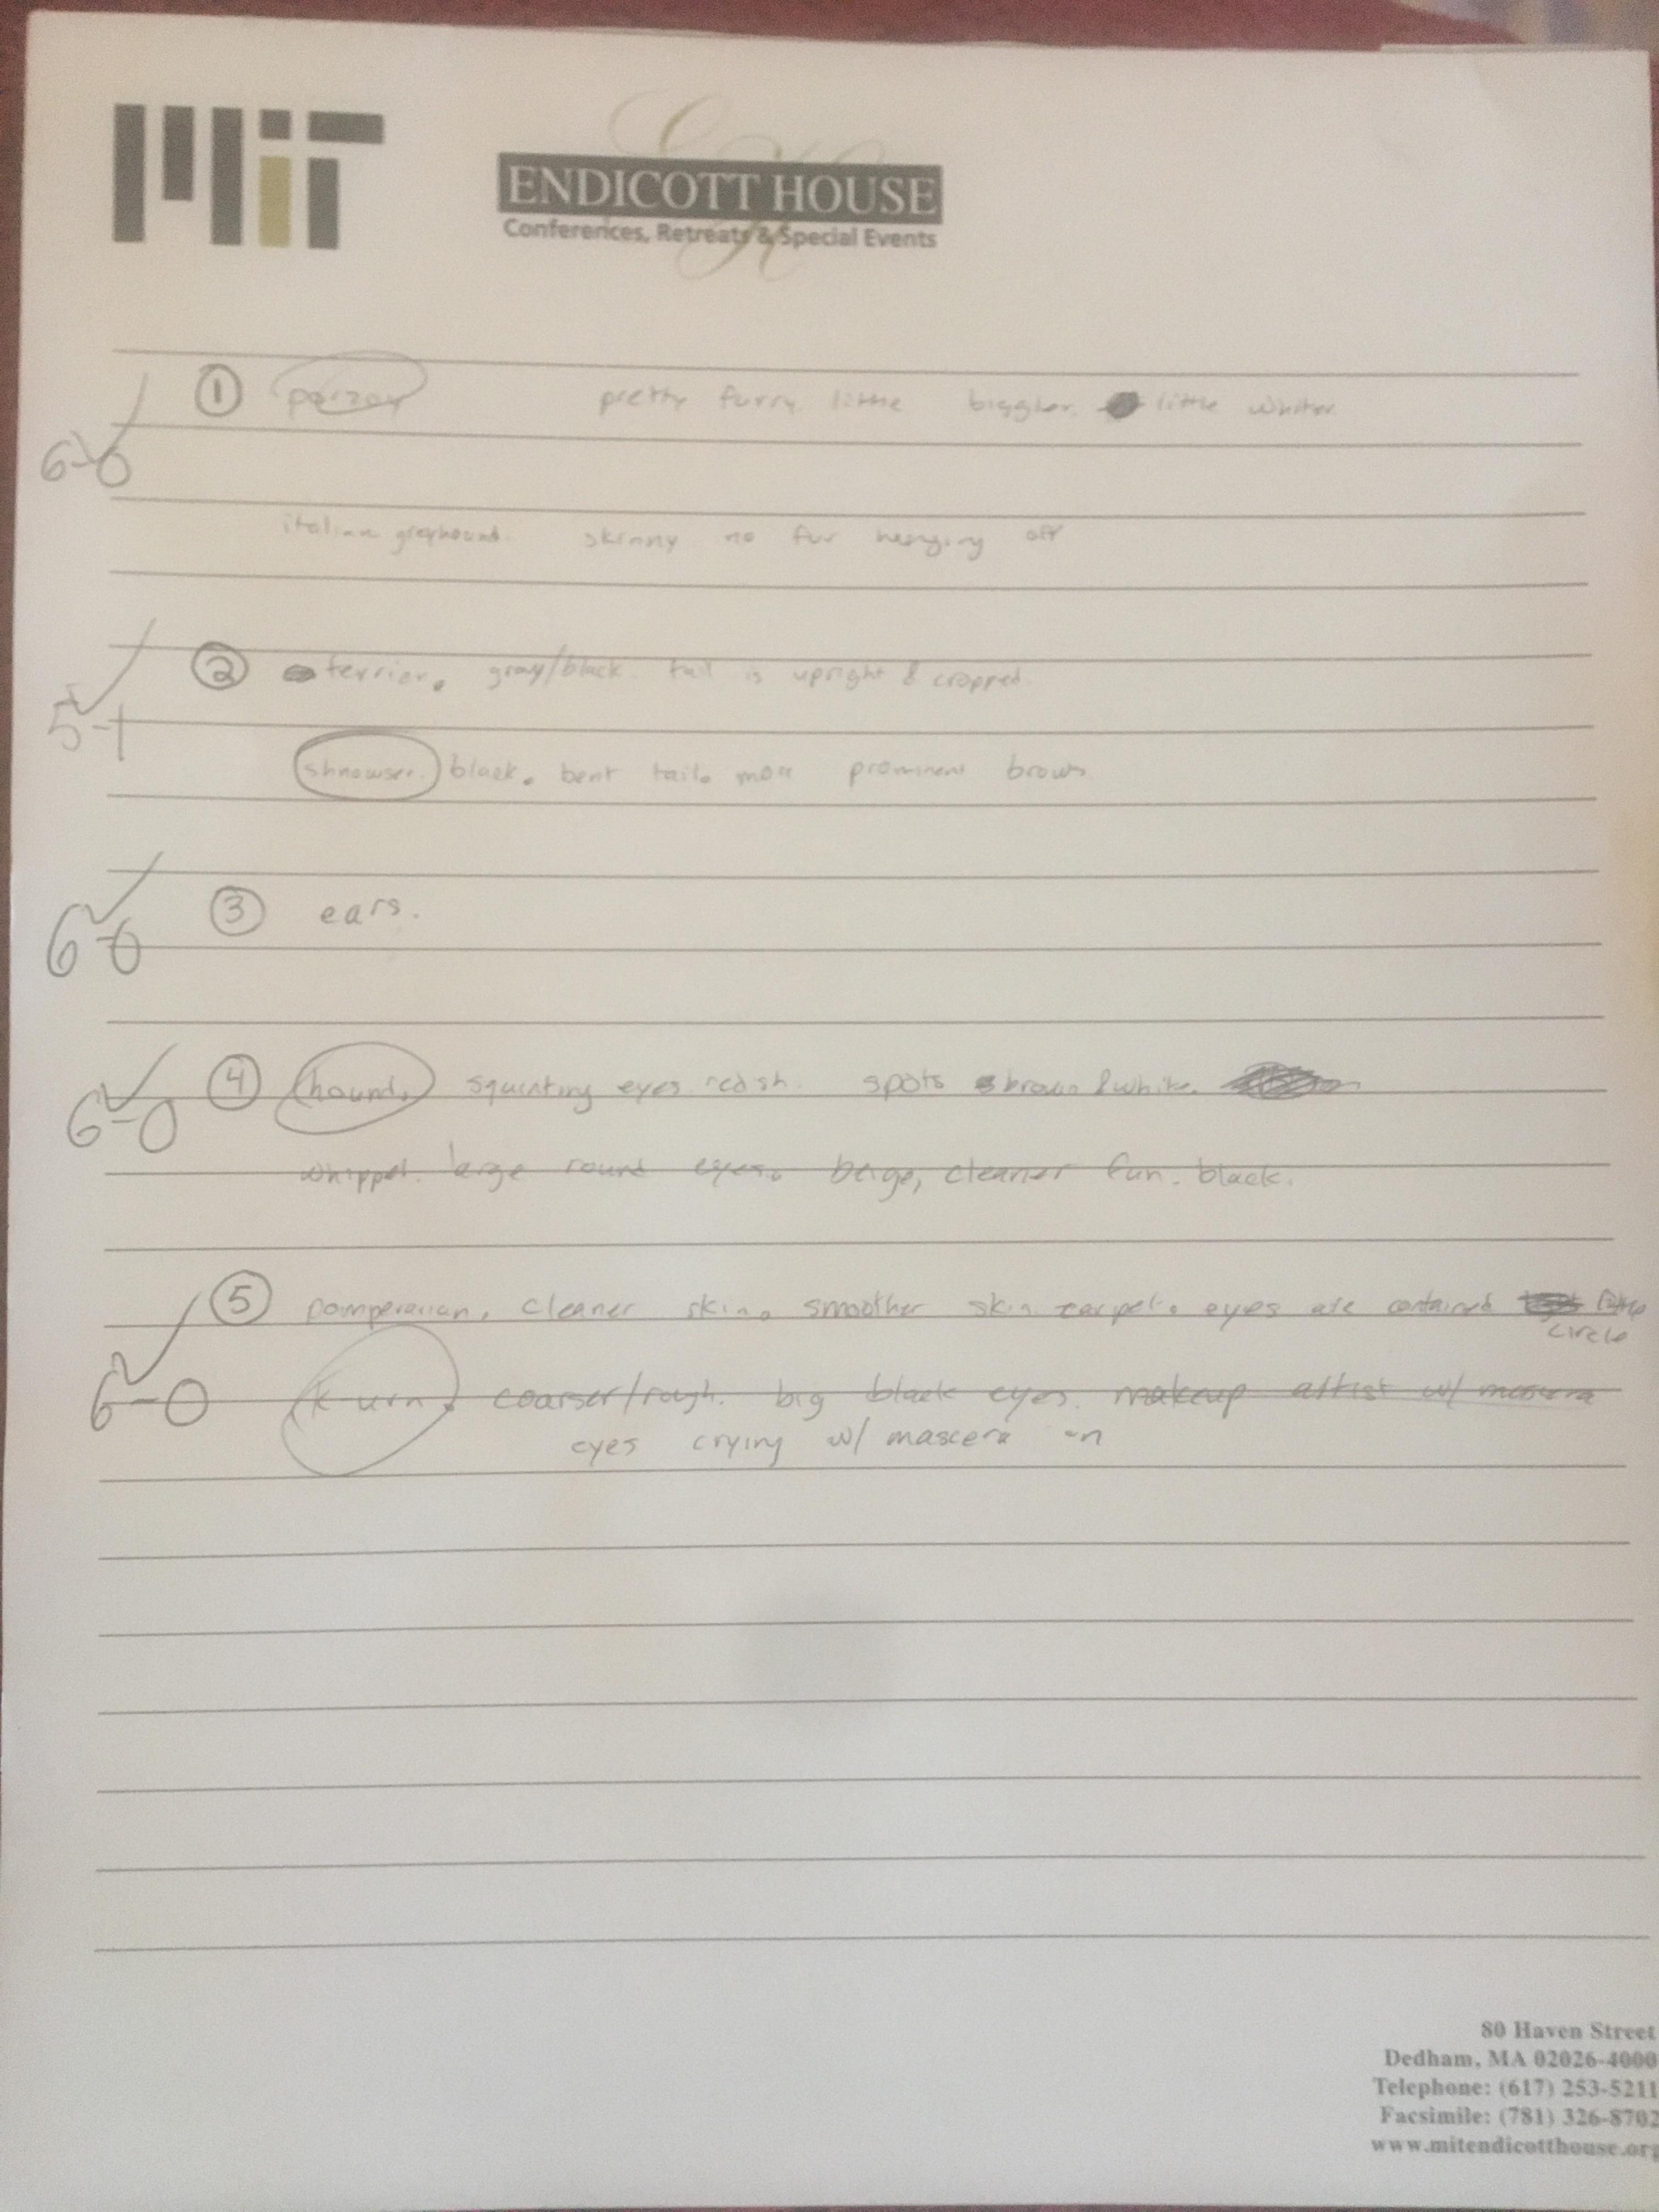 MIT
ENDICOTT HOUSE
Conferences, Retreats & Special Events
① porzoy pretty furry little biggler. little whiter
6-0
italian greyhound. skinny no fur hanging off
② terrier. gray/black. tail is upright & cropped.
5-1
shnowser. black. bent tail. more prominent brows
③ ears.
6-0
④ hound. squinting eyes. redsh. spots brown & white.
6-0
whippet. large round eyes. beige, cleaner fur. black.
⑤ pomperanian. cleaner skin. smoother skin. carpet. eyes are contained little
circle
6-0
k urn. coarser/rough. big black eyes. makeup artist w/ mascera
eyes crying w/ mascera on
80 Haven Street
Dedham, MA 02026-4000
Telephone: (617) 253-5211
Facsimile: (781) 326-8702
www.mitendicotthouse.org